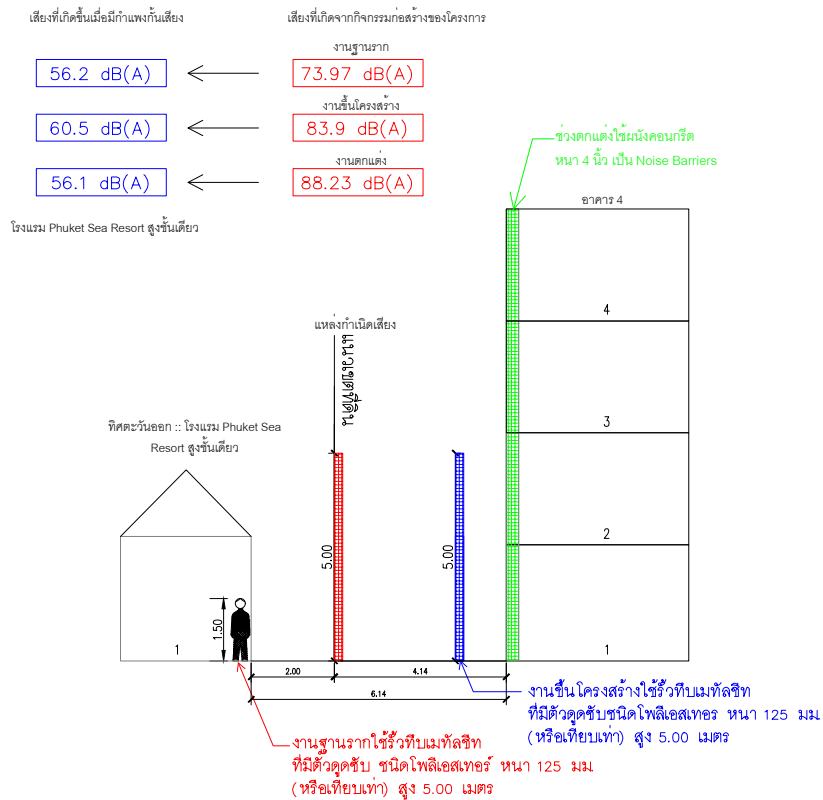 เสียงที่เกิดขึ้นเมื่อมีกำแพงกั้นเสียง
เสียงที่เกิดจากกิจกรรมก่อสร้างของโครงการ
งานฐานราก
56.2 dB(A)
73.97 dB(A)
งานขึ้นโครงสร้าง
60.5 dB(A)
83.9 dB(A)
งานตกแต่ง
56.1 dB(A)
88.23 dB(A)
โรงแรม Phuket Sea Resort สูงชั้นเดียว
ช่วงตกแต่งใช้ผนังคอนกรีต
หนา 4 นิ้ว เป็น Noise Barriers
อาคาร 4
4
3
2
1
แหล่งกำเนิดเสียง
แนวเขตที่ดิน
ทิศตะวันออก :: โรงแรม Phuket Sea
Resort สูงชั้นเดียว
5.00
5.00
1.50
1
2.00
4.14
6.14
งานขึ้นโครงสร้างใช้รั้วทึบเมทัลชีท
ที่มีตัวดูดซับชนิดโพลีเอสเทอร หนา 125 มม.
(หรือเทียบเท่า) สูง 5.00 เมตร
งานฐานรากใช้รั้วทึบเมทัลชีท
ที่มีตัวดูดซับ ชนิดโพลีเอสเทอร์ หนา 125 มม.
(หรือเทียบเท่า) สูง 5.00 เมตร